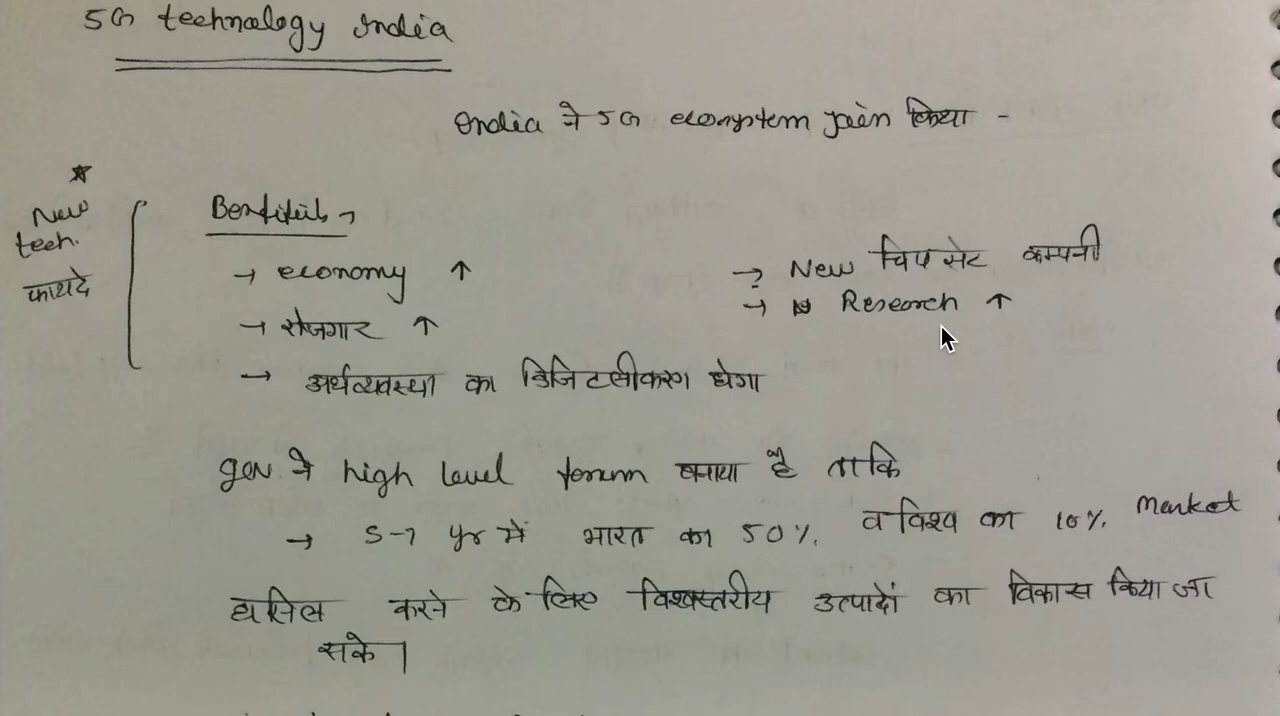 5G technology India
India ने 5G ecosystem join किया -
★
New
tech.
फायदे
Benifits →
→ economy ↑
→ रोजगार ↑
→ अर्थव्यवस्था का डिजिटलीकरण होगा
→ New चिप सेट कम्पनी
→ Research ↑
gov. ने high level forum बनाया है ताकि
→ 5-7 yr में भारत का 50%. व विश्व का 10%. Market
हासिल करने के लिए विश्वस्तरीय उत्पादों का विकास किया जा
सके |